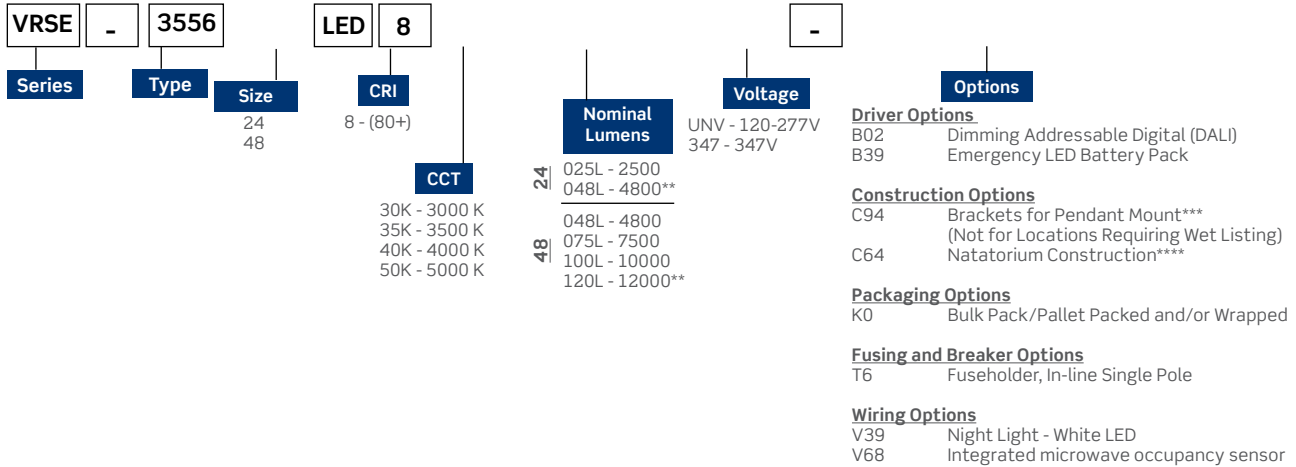 VRSE - 3556 LED 8 -
Series
Type
Size
24
48
CRI
8 - (80+)
CCT
30K - 3000 K
35K - 3500 K
40K - 4000 K
50K - 5000 K
Nominal
Lumens
24
025L - 2500
048L - 4800**
48
048L - 4800
075L - 7500
100L - 10000
120L - 12000**
Voltage
UNV - 120-277V
347 - 347V
Options
Driver Options
B02 Dimming Addressable Digital (DALI)
B39 Emergency LED Battery Pack
Construction Options
C94 Brackets for Pendant Mount***
(Not for Locations Requiring Wet Listing)
C64 Natatorium Construction****
Packaging Options
K0 Bulk Pack/Pallet Packed and/or Wrapped
Fusing and Breaker Options
T6 Fuseholder, In-line Single Pole
Wiring Options
V39 Night Light - White LED
V68 Integrated microwave occupancy sensor